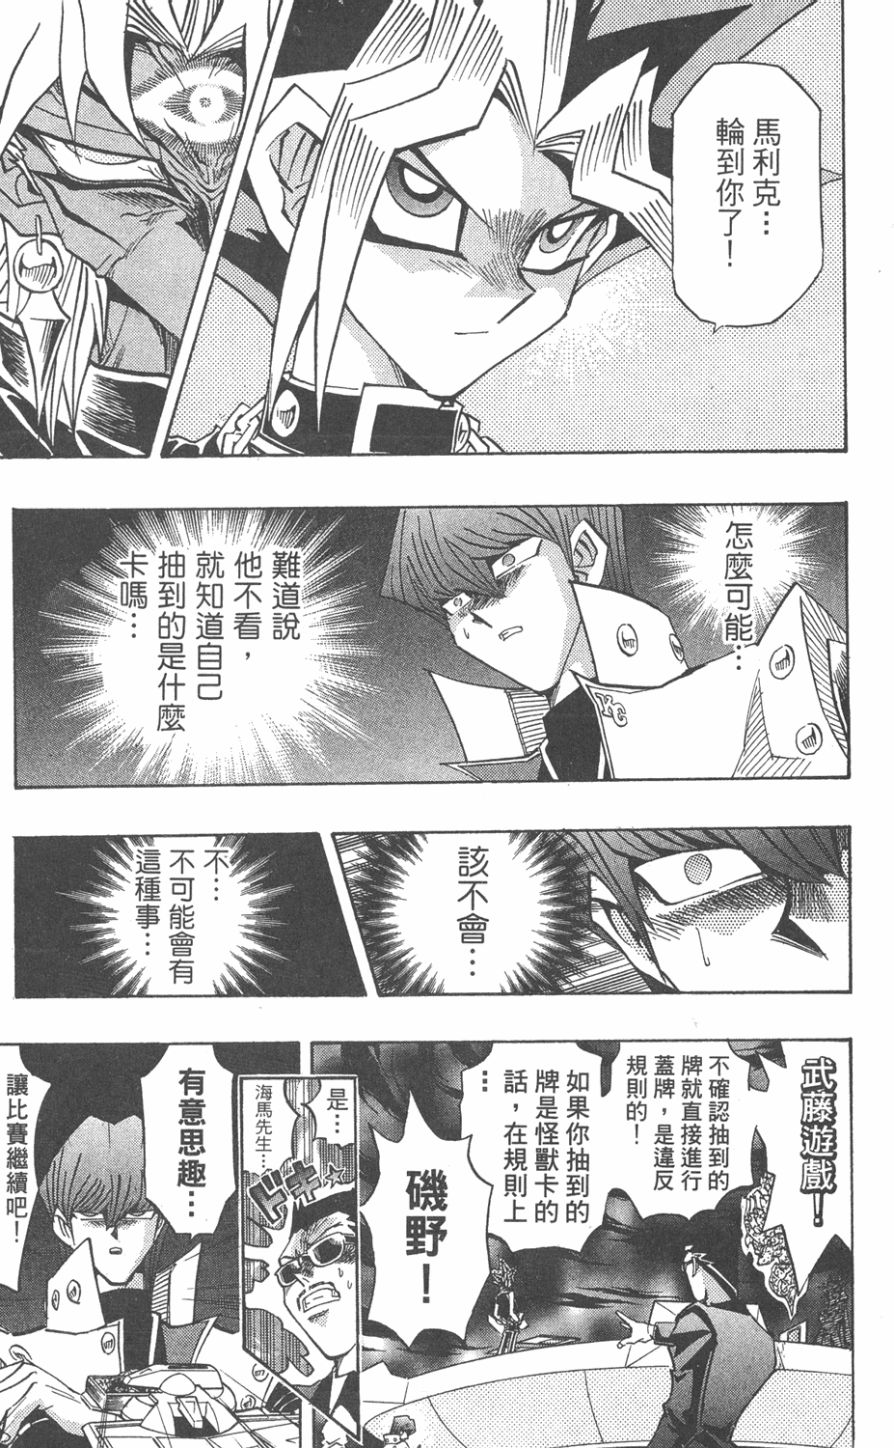 馬利克…
輪到你了！
怎麼可能…
難道說
他不看，
就知道自己
抽到的是什麼
卡嗎…
KC
該不會…
不…
不可能會有
這種事…
武藤遊戲！
不確認抽到的
牌就直接進行
蓋牌，是違反
規則的！
如果你抽到的
牌是怪獸卡的
話，在規則上
…
磯野！
是…
海馬先生…
ドキ
有意思趣…
讓比賽繼續吧！